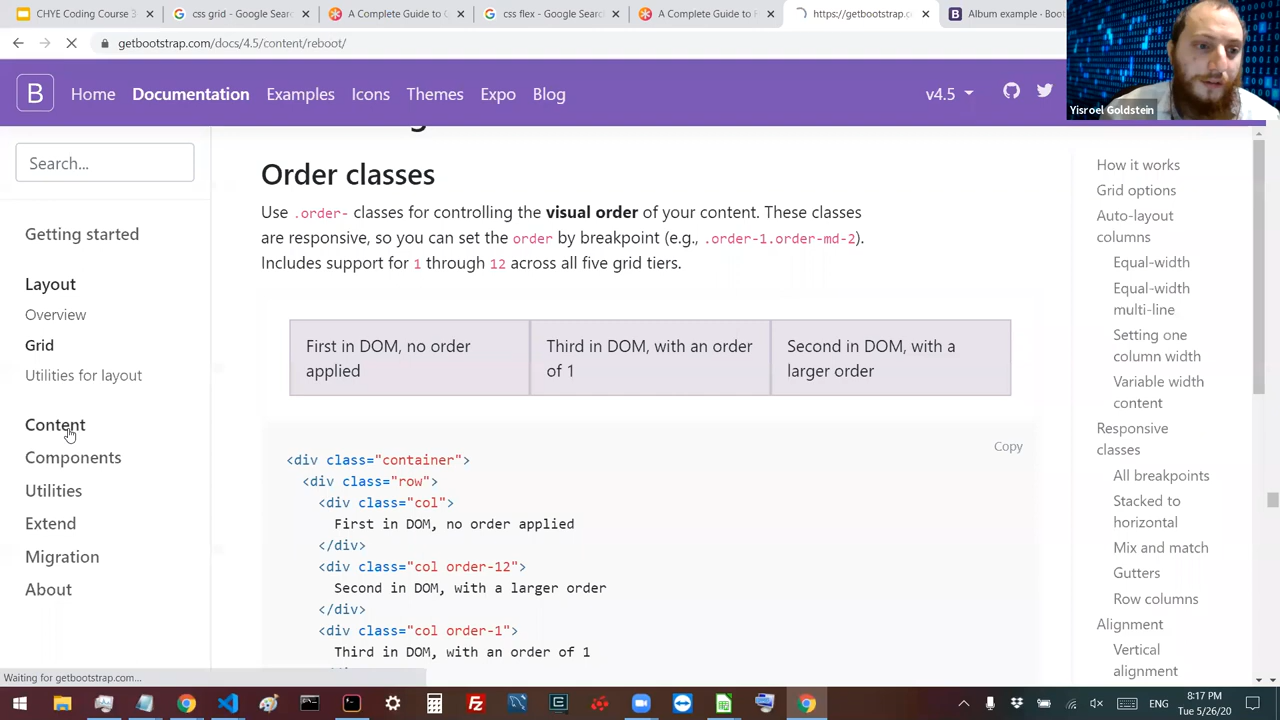 CHYE Coding Course 3
css grid - Google Sear
A Complete Guide to G
css flex - Google Search
A Complete Guide to F
https://getbootstrap.co
Album example · Boo
getbootstrap.com/docs/4.5/content/reboot/
B
Home
Documentation
Examples
Icons
Themes
Expo
Blog
v4.5
Yisroel Goldstein
Search...
Getting started
Layout
Overview
Grid
Utilities for layout
Content
Components
Utilities
Extend
Migration
About
Order classes
Use .order- classes for controlling the visual order of your content. These classes
are responsive, so you can set the order by breakpoint (e.g., .order-1.order-md-2).
Includes support for 1 through 12 across all five grid tiers.
First in DOM, no order
applied
Third in DOM, with an order
of 1
Second in DOM, with a
larger order
Copy
<div class="container">
<div class="row">
<div class="col">
First in DOM, no order applied
</div>
<div class="col order-12">
Second in DOM, with a larger order
</div>
<div class="col order-1">
Third in DOM, with an order of 1
How it works
Grid options
Auto-layout
columns
Equal-width
Equal-width
multi-line
Setting one
column width
Variable width
content
Responsive
classes
All breakpoints
Stacked to
horizontal
Mix and match
Gutters
Row columns
Alignment
Vertical
alignment
Waiting for getbootstrap.com...
ENG
8:17 PM
Tue 5/26/20